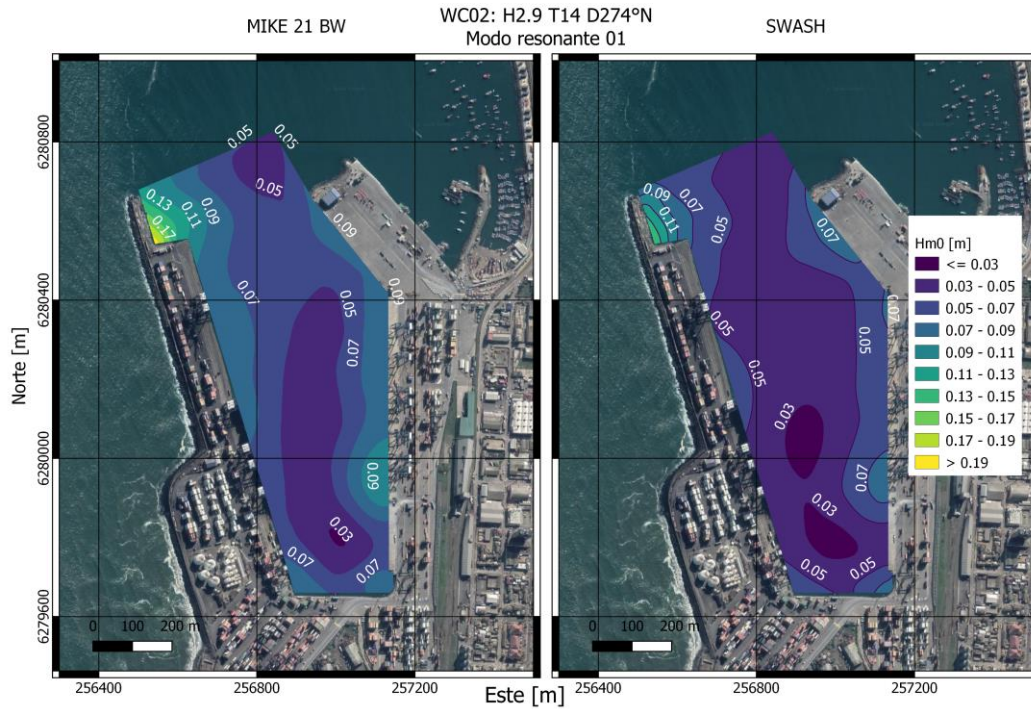 WC02: H2.9 T14 D274°N
Modo resonante 01
MIKE 21 BW
SWASH
Norte [m]
6280800
6280400
6280000
6279600
0.05
0.05
0.05
0.13
0.11
0.09
0.17
0.09
0.07
0.05
0.09
0.07
0.09
0.03
0.07
0.07
0 100 200 m
256400
256800
257200
0.09
0.07
0.11
0.05
0.07
0.07
0.05
0.05
0.05
0.03
0.07
0.03
0.05
0.05
0 100 200 m
256400
256800
257200
Hm0 [m]
<= 0.03
0.03 - 0.05
0.05 - 0.07
0.07 - 0.09
0.09 - 0.11
0.11 - 0.13
0.13 - 0.15
0.15 - 0.17
0.17 - 0.19
> 0.19
Este [m]